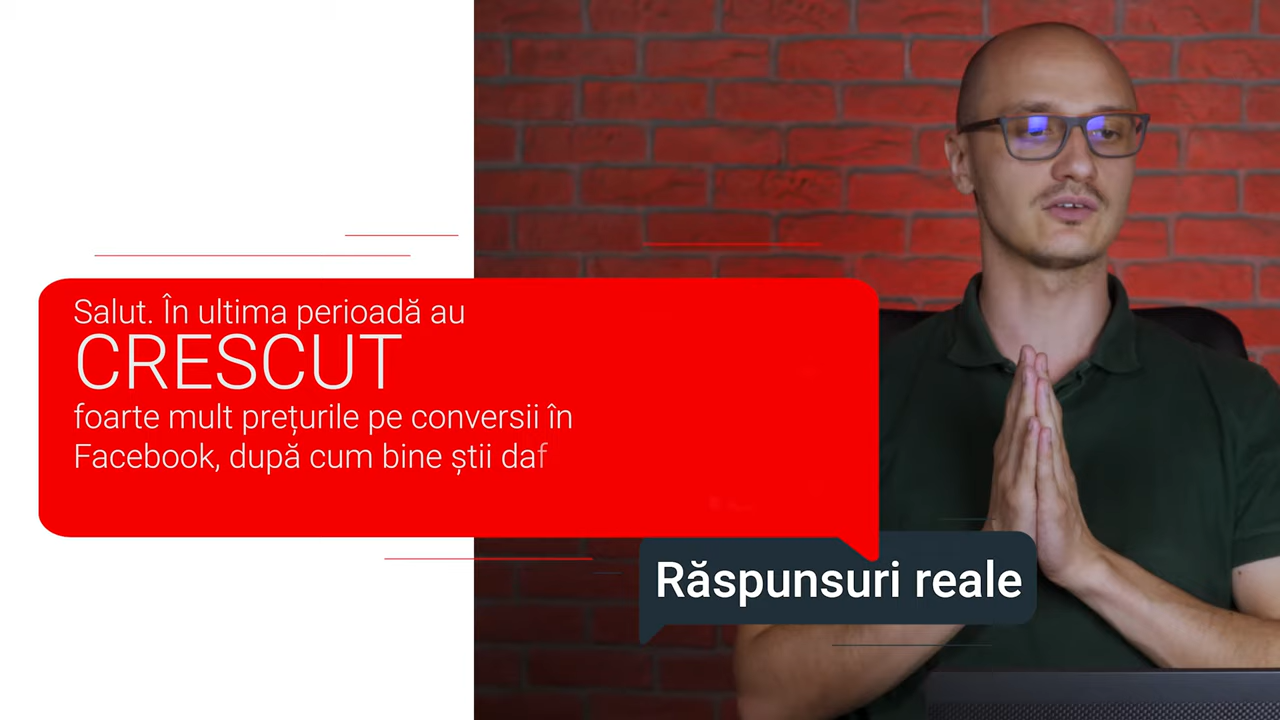 Salut. În ultima perioadă au
CRESCUT
foarte mult prețurile pe conversii în
Facebook, după cum bine știi daf
Răspunsuri reale